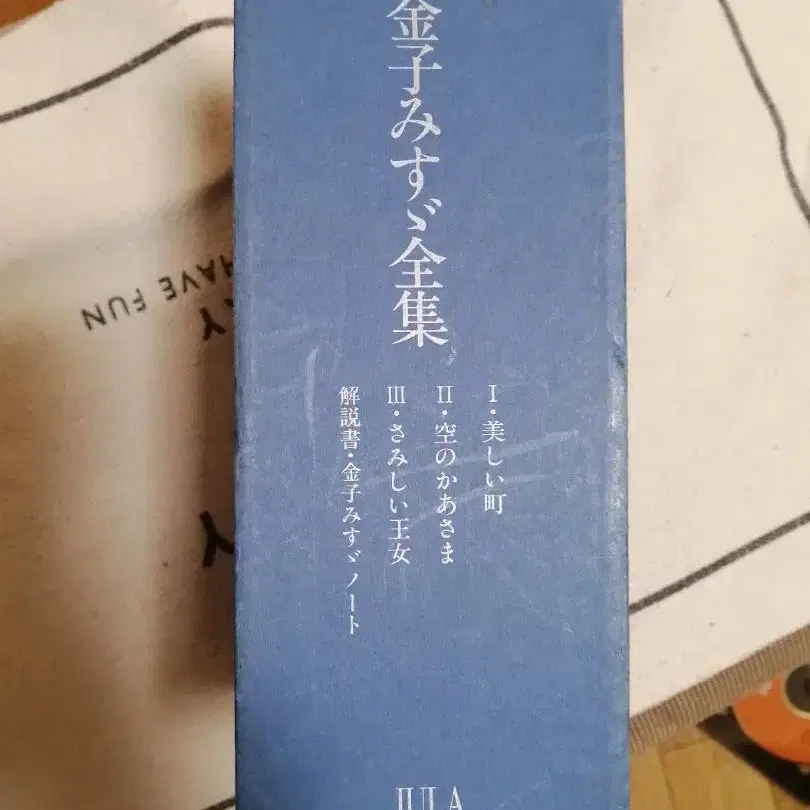 金子みすゞ全集
Ⅰ・美しい町
Ⅱ・空のかあさま
Ⅲ・さみしい王女
解説書・金子みすゞノート
JULA
HAVE FUN